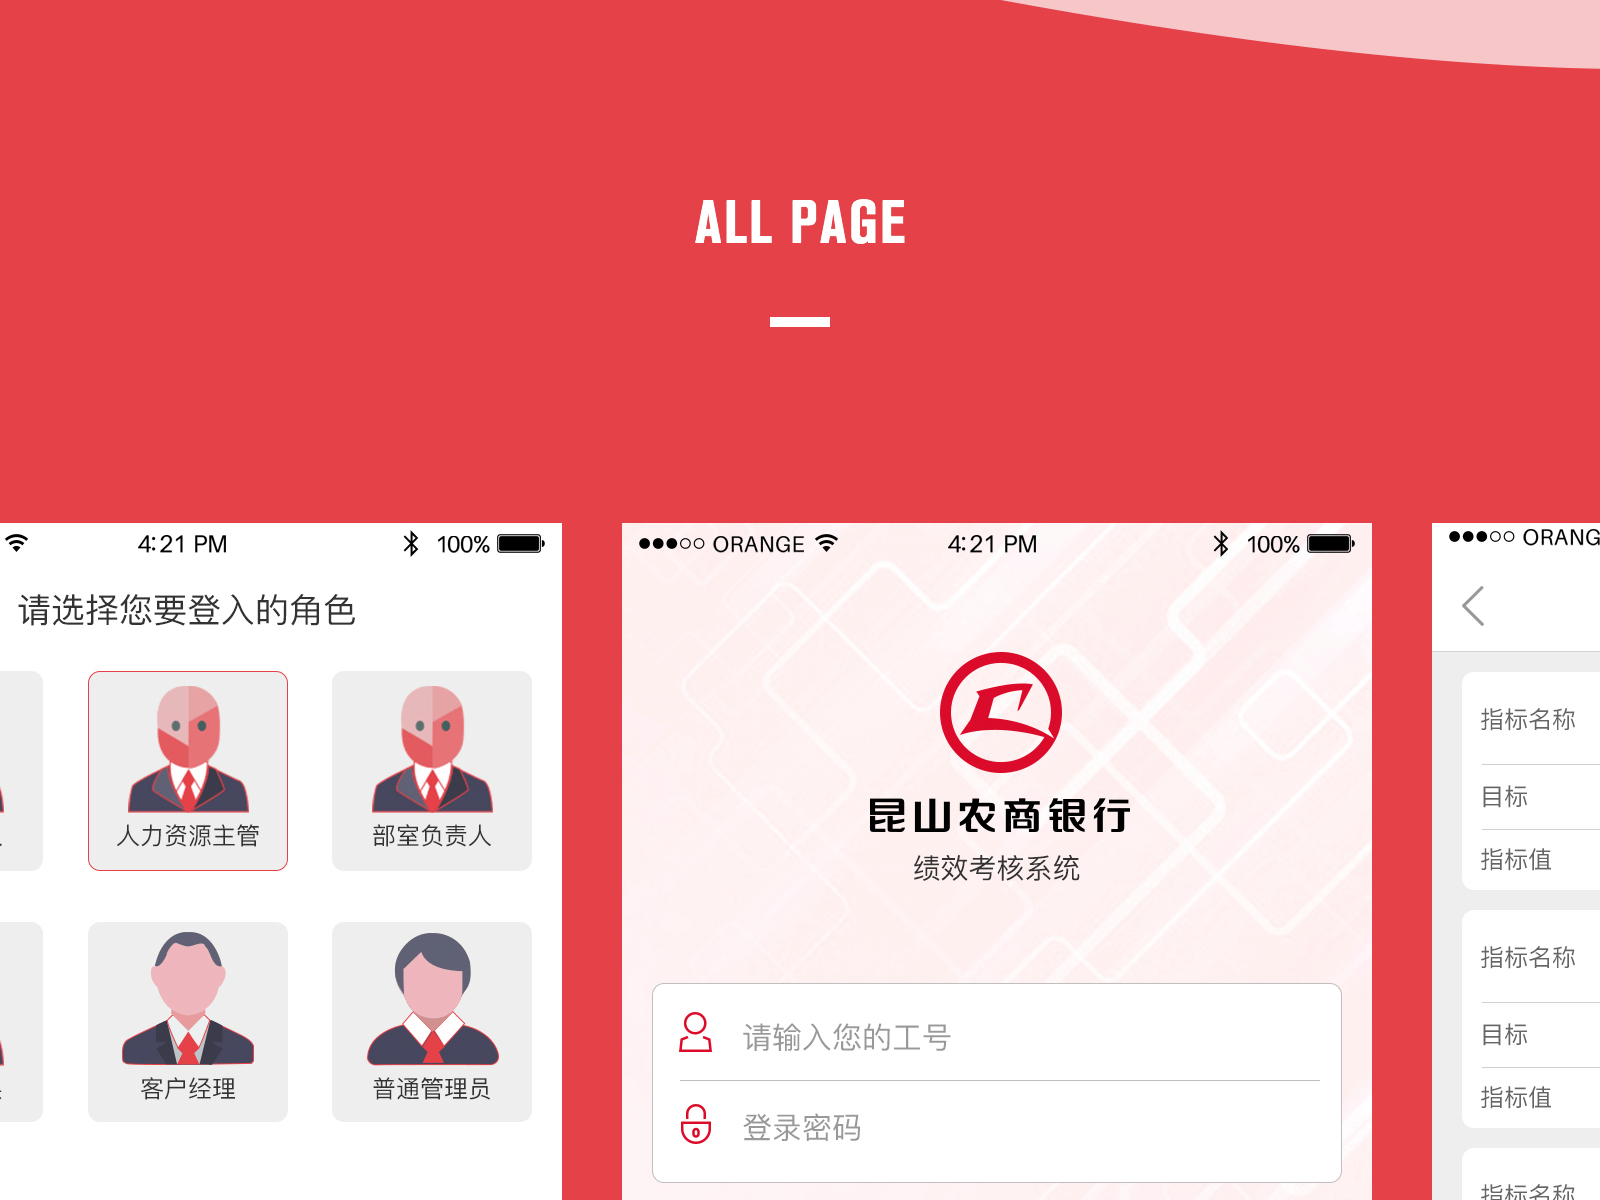 ALL PAGE
4:21 PM
100%
请选择您要登入的角色
人力资源主管
部室负责人
客户经理
普通管理员
ORANGE
4:21 PM
100%
昆山农商银行
绩效考核系统
请输入您的工号
登录密码
ORANG
指标名称
目标
指标值
指标名称
目标
指标值
指标名称